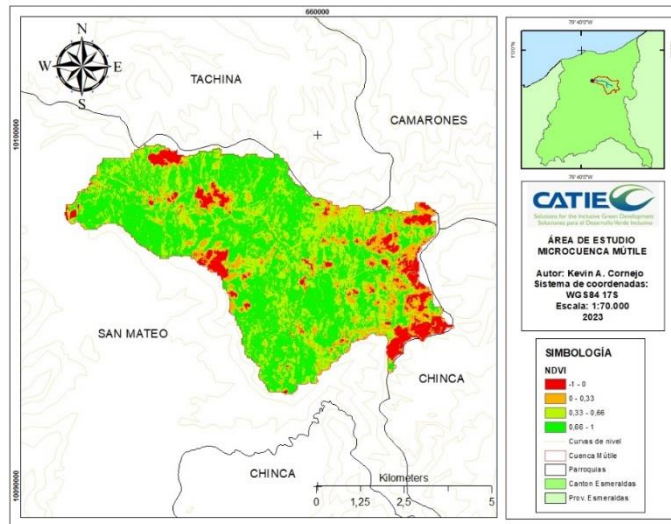 660000
N
W E
S
TACHINA
CAMARONES
10100000
SAN MATEO
CHINCA
CHINCA
10090000
Kilometers
0 1,25 2,5 5
79°40'0"W
1°0'0"N
79°40'0"W
CATIE
Solutions for the Inclusive Green Development
Soluciones para el Desarrollo Verde Inclusivo
ÁREA DE ESTUDIO
MICROCUENCA MÚTILE
Autor: Kevin A. Cornejo
Sistema de coordenadas:
WGS84 17S
Escala: 1:70.000
2023
SIMBOLOGÍA
NDVI
-1 - 0
0 - 0,33
0,33 - 0,66
0,66 - 1
Curvas de nivel
Cuenca Mútile
Parroquias
Canton Esmeraldas
Prov. Esmeraldas